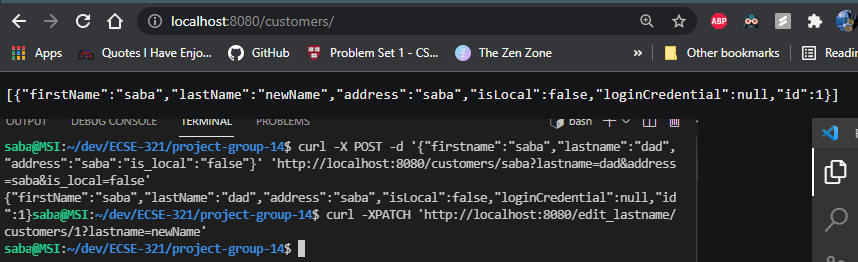 localhost:8080/customers/
ABP
Apps Quotes I Have Enjo... GitHub Problem Set 1 - CS... The Zen Zone » Other bookmarks Readin
[{"firstName":"saba","lastName":"newName","address":"saba","isLocal":false,"loginCredential":null,"id":1}]
OUTPUT DEBUG CONSOLE TERMINAL PROBLEMS bash
saba@MSI:~/dev/ECSE-321/project-group-14$ curl -X POST -d '{"firstname":"saba","lastname":"dad",
"address":"saba":"is_local":"false"}' 'http://localhost:8080/customers/saba?lastname=dad&address
=saba&is_local=false'
{"firstName":"saba","lastName":"dad","address":"saba","isLocal":false,"loginCredential":null,"id
":1}saba@MSI:~/dev/ECSE-321/project-group-14$ curl -XPATCH 'http://localhost:8080/edit_lastname/
customers/1?lastname=newName'
saba@MSI:~/dev/ECSE-321/project-group-14$